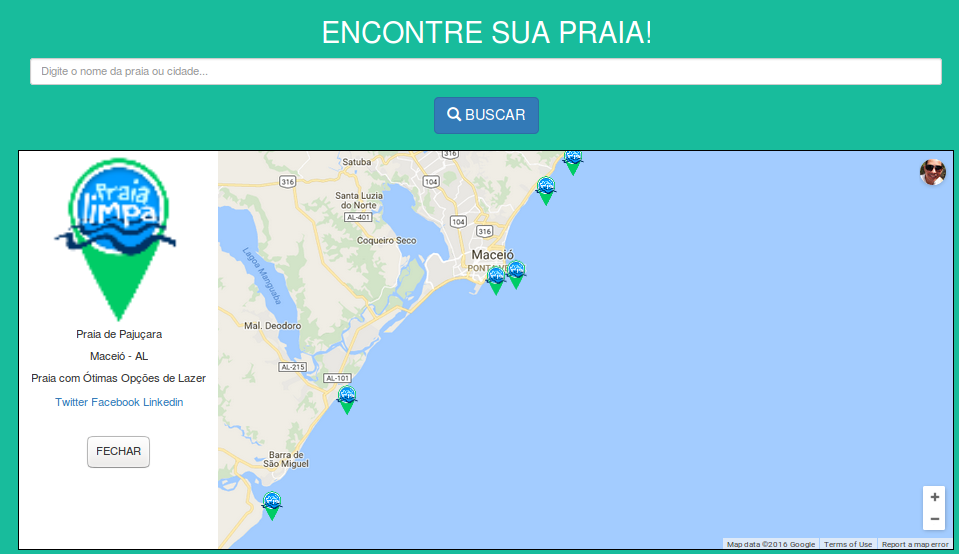 ENCONTRE SUA PRAIA!
Digite o nome da praia ou cidade...
BUSCAR
Praia
limpa
Praia de Pajuçara
Maceió - AL
Praia com Ótimas Opções de Lazer
Twitter Facebook Linkedin
FECHAR
Satuba
316
104
316
Santa Luzia
do Norte
AL-401
104
316
Coqueiro Seco
Maceió
Lagoa Manguaba
Mal. Deodoro
AL-215
AL-101
Barra de
São Miguel
+
−
Map data ©2016 Google
Terms of Use
Report a map error